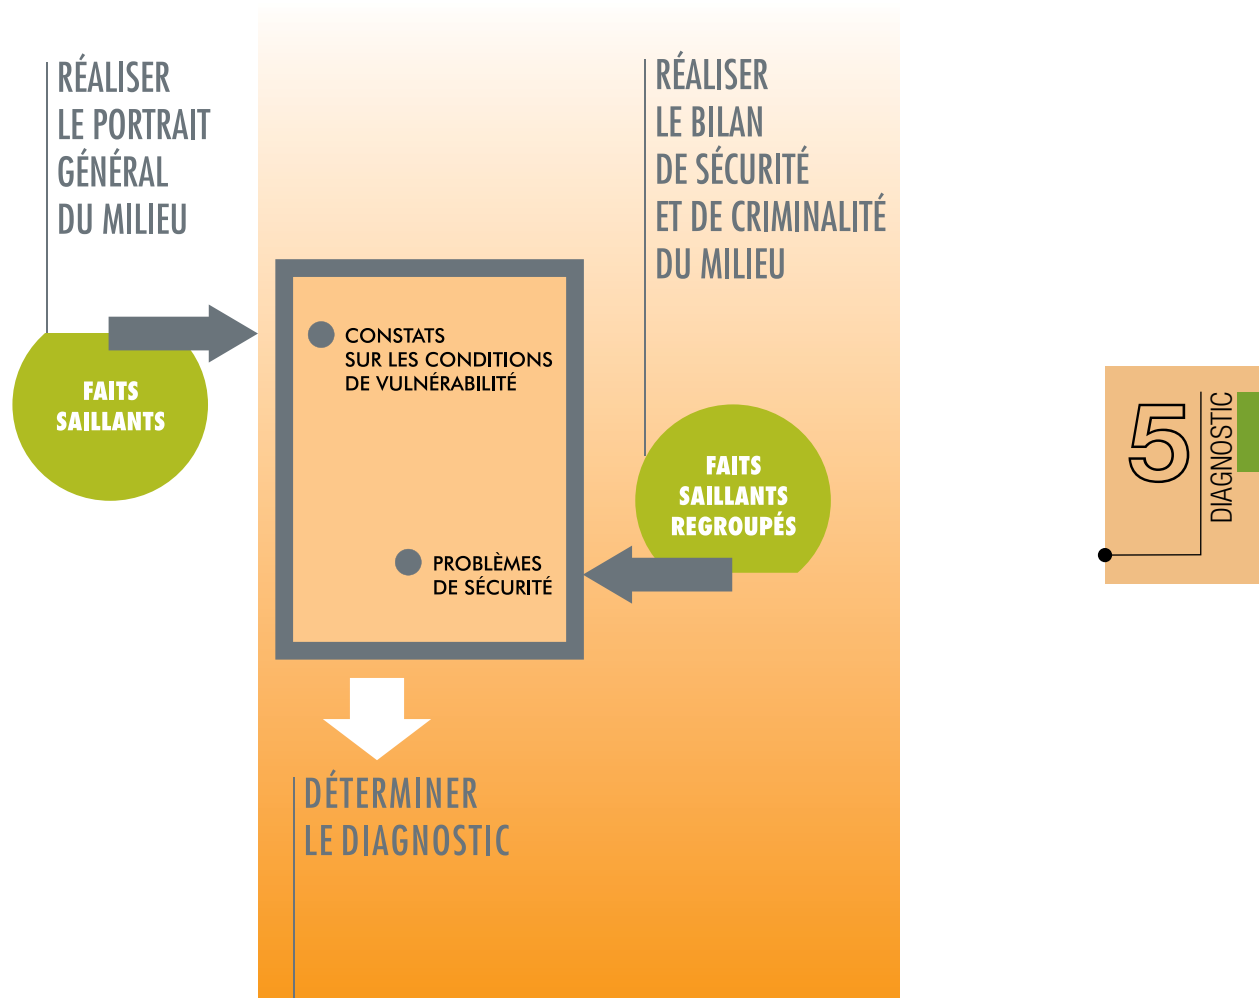 RÉALISER
LE PORTRAIT
GÉNÉRAL
DU MILIEU
FAITS
SAILLANTS
CONSTATS
SUR LES CONDITIONS
DE VULNÉRABILITÉ
PROBLÈMES
DE SÉCURITÉ
RÉALISER
LE BILAN
DE SÉCURITÉ
ET DE CRIMINALITÉ
DU MILIEU
FAITS
SAILLANTS
REGROUPÉS
DÉTERMINER
LE DIAGNOSTIC
5
DIAGNOSTIC